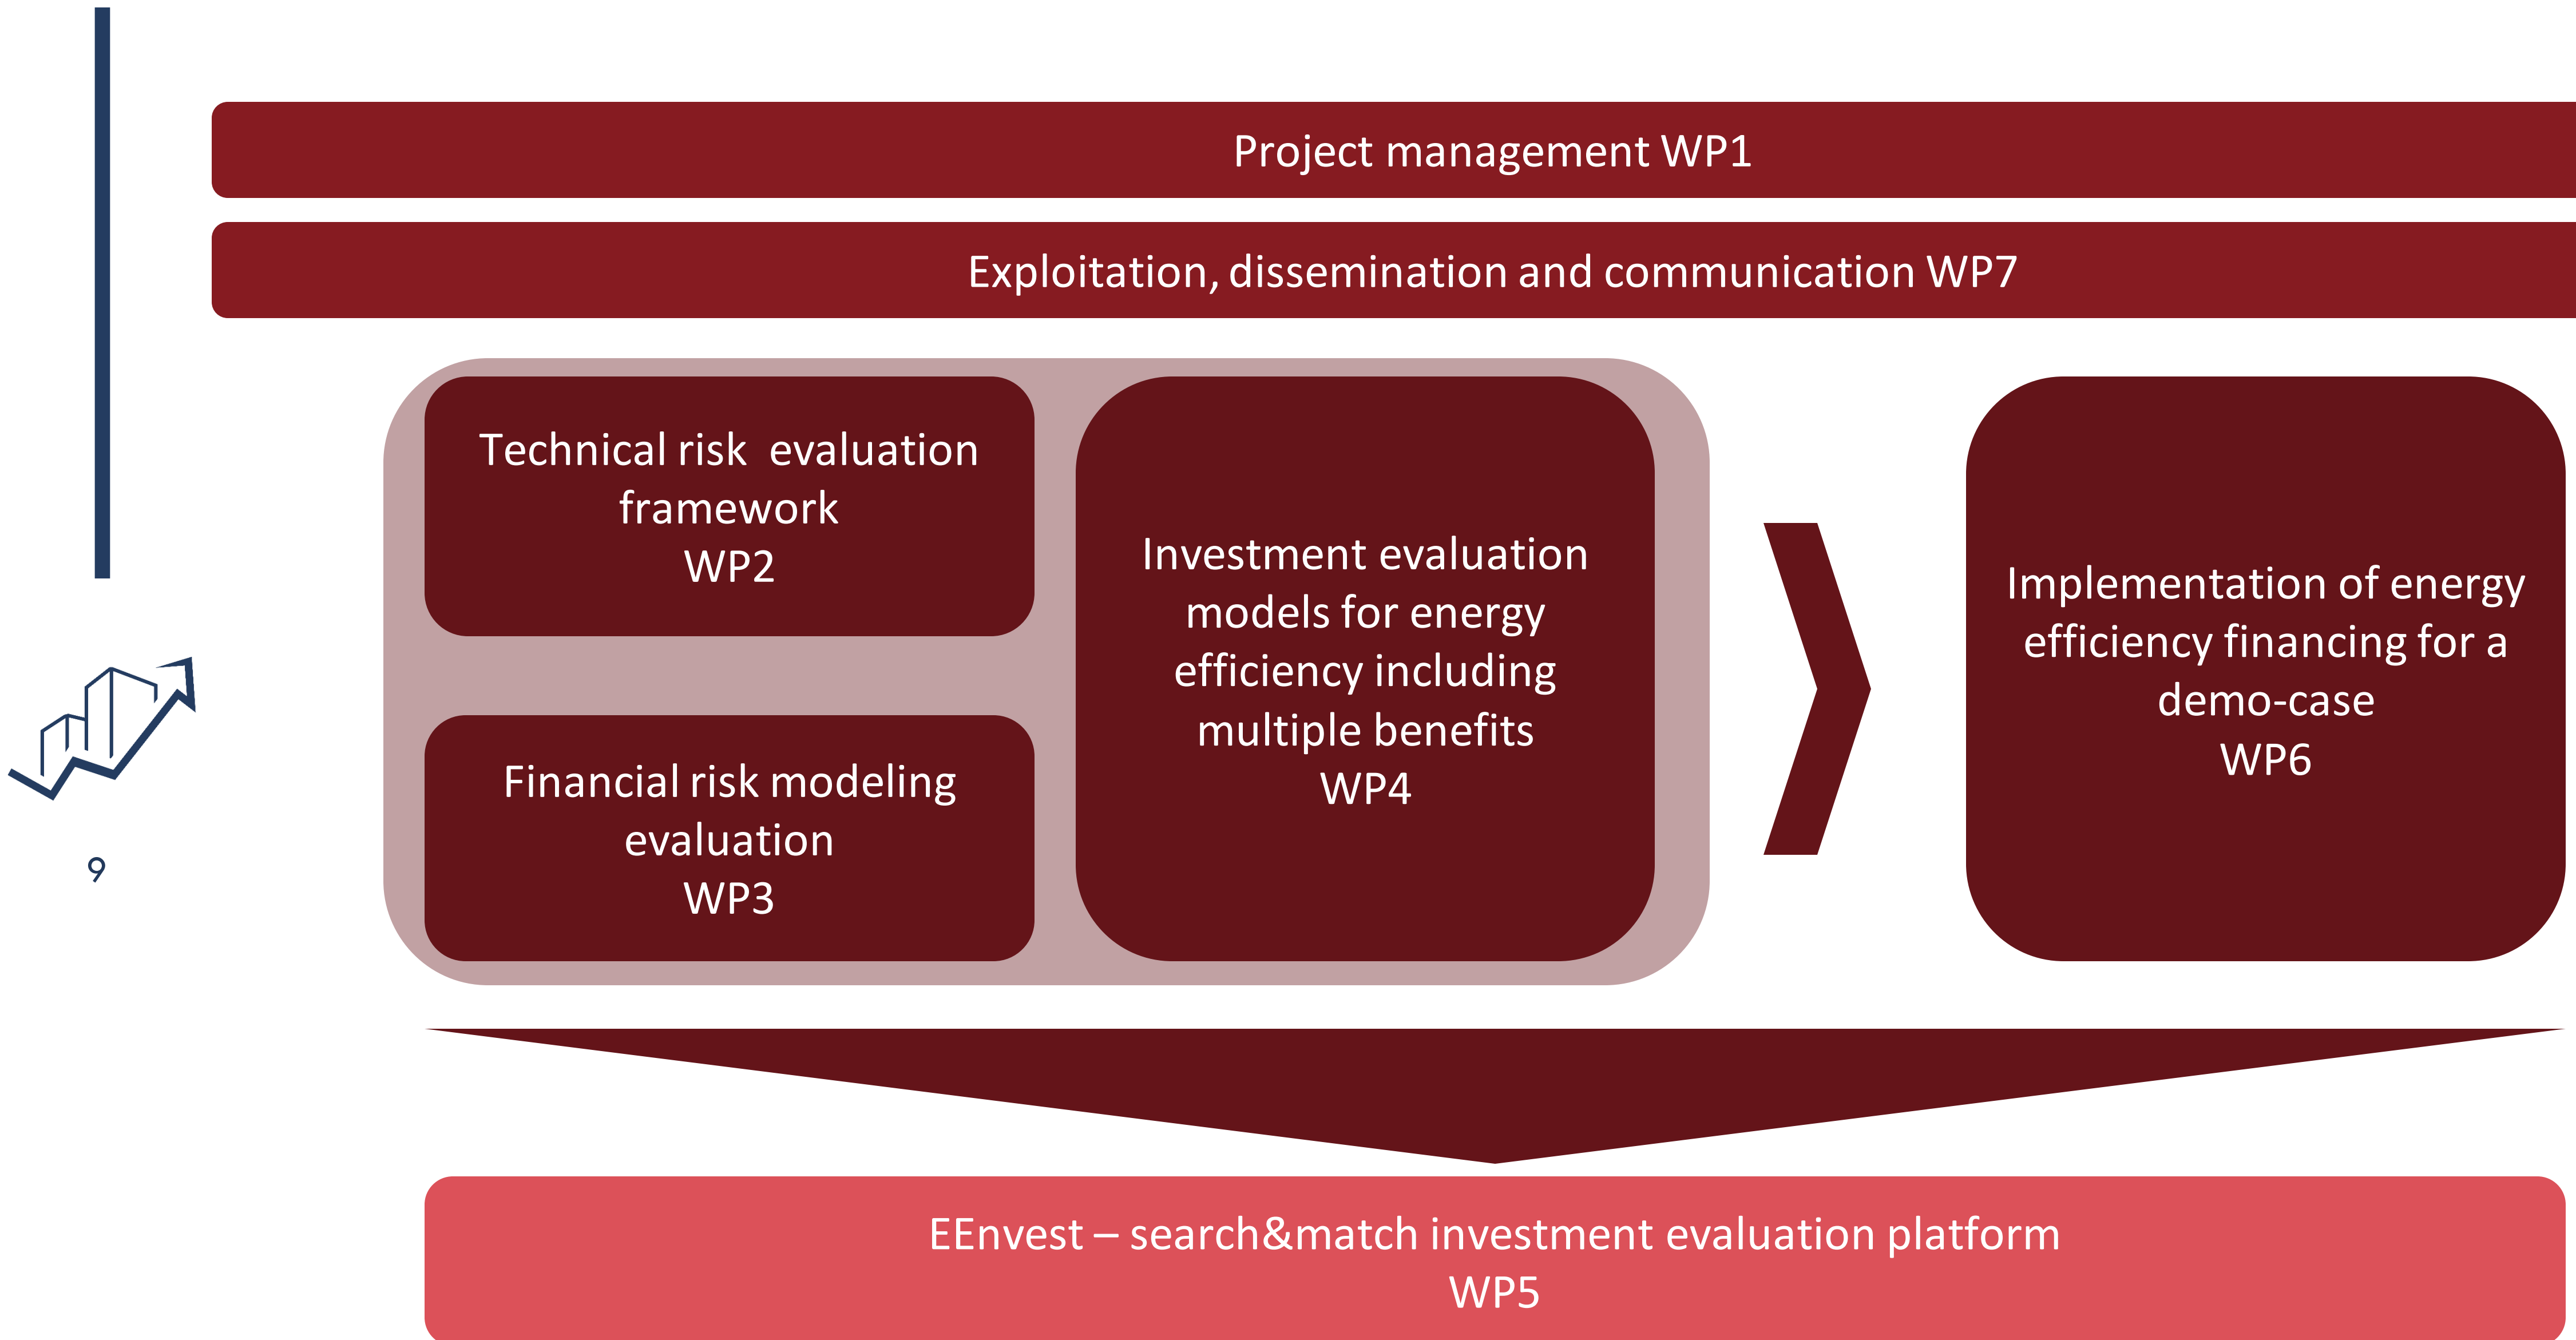 Project management WP1
Exploitation, dissemination and communication WP7
Technical risk  evaluation
framework
WP2
Financial risk modeling
evaluation
WP3
Investment evaluation
models for energy
efficiency including
multiple benefits
WP4
Implementation of energy
efficiency financing for a
demo-case
WP6
9
EEnvest – search&match investment evaluation platform
WP5